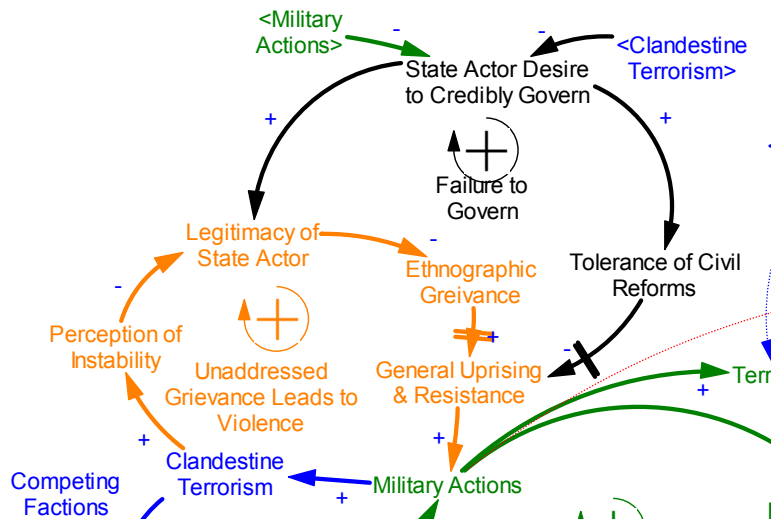 <Military
Actions>
-
-
<Clandestine
Terrorism>
State Actor Desire
to Credibly Govern
+
+
Failure to
Govern
Legitimacy of
State Actor
-
Ethnographic
Greivance
Tolerance of Civil
Reforms
-
Perception of
Instability
+
-
Unaddressed
Grievance Leads to
Violence
General Uprising
& Resistance
Terr
+
+
+
Clandestine
Terrorism
Military Actions
+
Competing
Factions